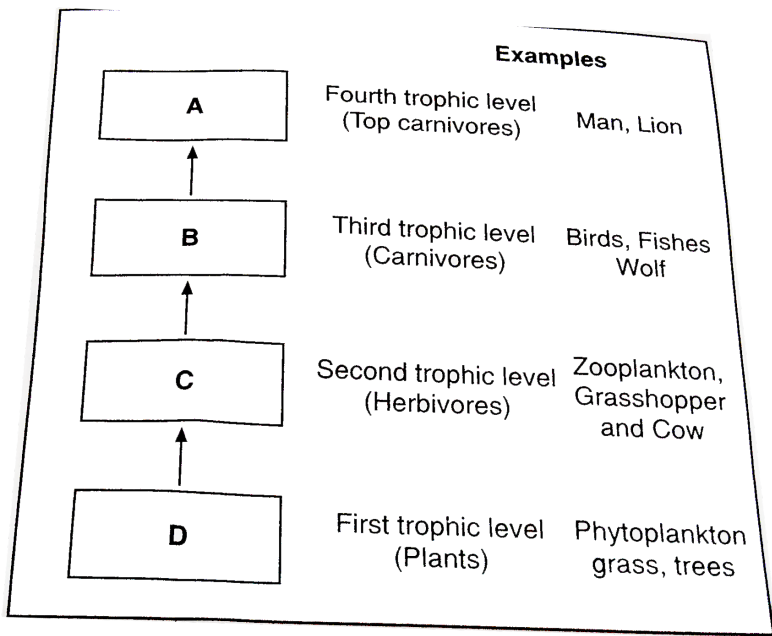 Examples
A
Fourth trophic level
(Top carnivores)
Man, Lion
B
Third trophic level
(Carnivores)
Birds, Fishes
Wolf
C
Second trophic level
(Herbivores)
Zooplankton,
Grasshopper
and Cow
D
First trophic level
(Plants)
Phytoplankton
grass, trees